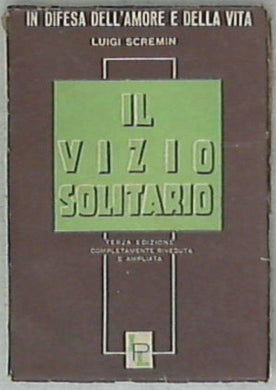 IN DIFESA DELL'AMORE E DELLA VITA
LUIGI SCREMIN
IL
VIZIO
SOLITARIO
TERZA EDIZIONE
COMPLETAMENTE RIVEDUTA
E AMPLIATA